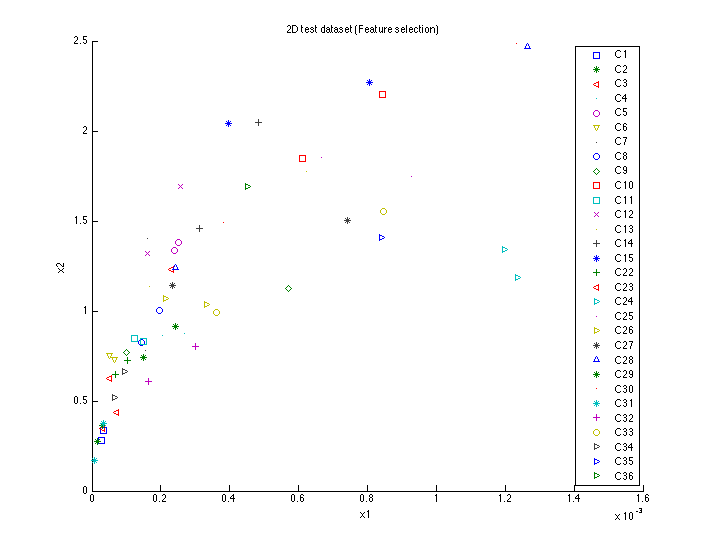 2D test dataset (Feature selection)
2.5
2
1.5
1
0.5
0
x2
0
0.2
0.4
0.6
0.8
1
1.2
1.4
1.6
x1
x 10^-3
C1
C2
C3
C4
C5
C6
C7
C8
C9
C10
C11
C12
C13
C14
C15
C22
C23
C24
C25
C26
C27
C28
C29
C30
C31
C32
C33
C34
C35
C36